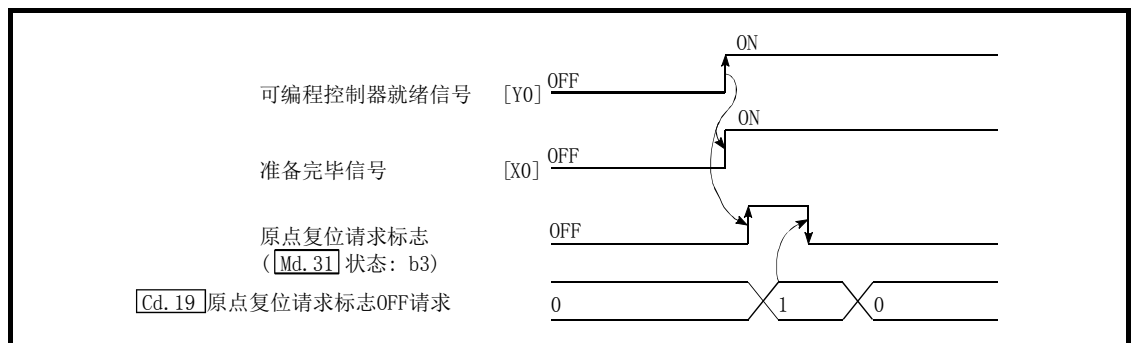 ON
可编程控制器就绪信号 [Y0] OFF
ON
准备完毕信号 [X0] OFF
原点复位请求标志 OFF
( Md.31 状态: b3)
Cd.19 原点复位请求标志OFF请求 0 1 0